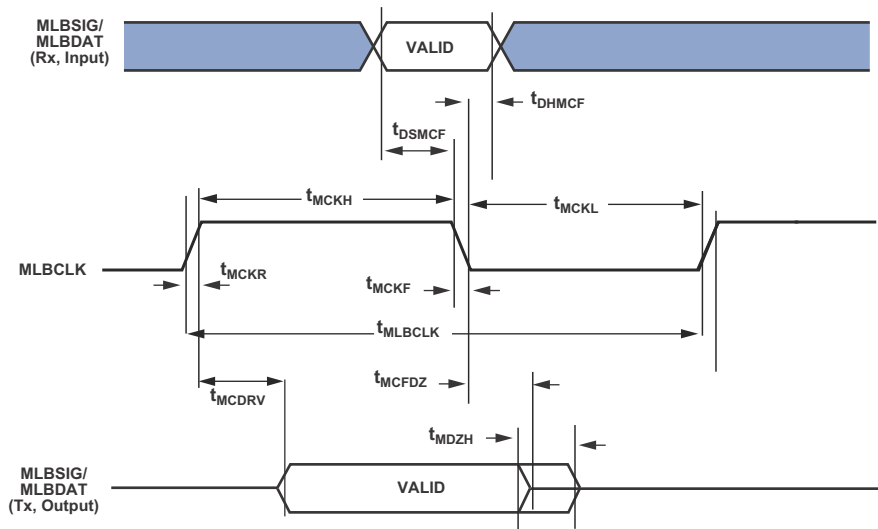 MLBSIG/
MLBDAT
(Rx, Input)
VALID
tDHMCF
tDSMCF
tMCKH
tMCKL
MLBCLK
tMCKR
tMCKF
tMLBCLK
tMCFDZ
tMCDRV
tMDZH
MLBSIG/
MLBDAT
(Tx, Output)
VALID